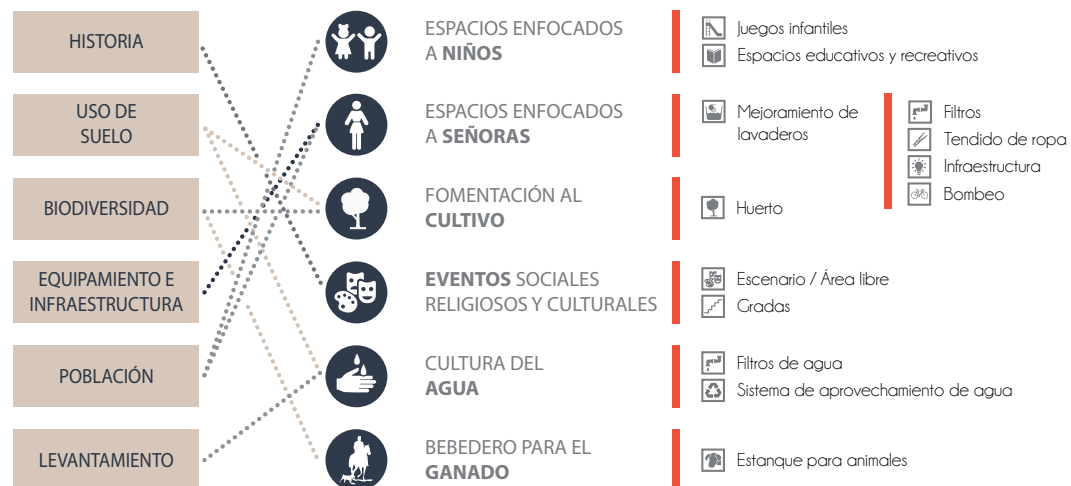 HISTORIA
USO DE
SUELO
BIODIVERSIDAD
EQUIPAMIENTO E
INFRAESTRUCTURA
POBLACIÓN
LEVANTAMIENTO
ESPACIOS ENFOCADOS
A NIÑOS
ESPACIOS ENFOCADOS
A SEÑORAS
FOMENTACIÓN AL
CULTIVO
EVENTOS SOCIALES
RELIGIOSOS Y CULTURALES
CULTURA DEL
AGUA
BEBEDERO PARA EL
GANADO
Juegos infantiles
Espacios educativos y recreativos
Mejoramiento de
lavaderos
Huerto
Escenario / Área libre
Gradas
Filtros de agua
Sistema de aprovechamiento de agua
Estanque para animales
Filtros
Tendido de ropa
Infraestructura
Bombeo